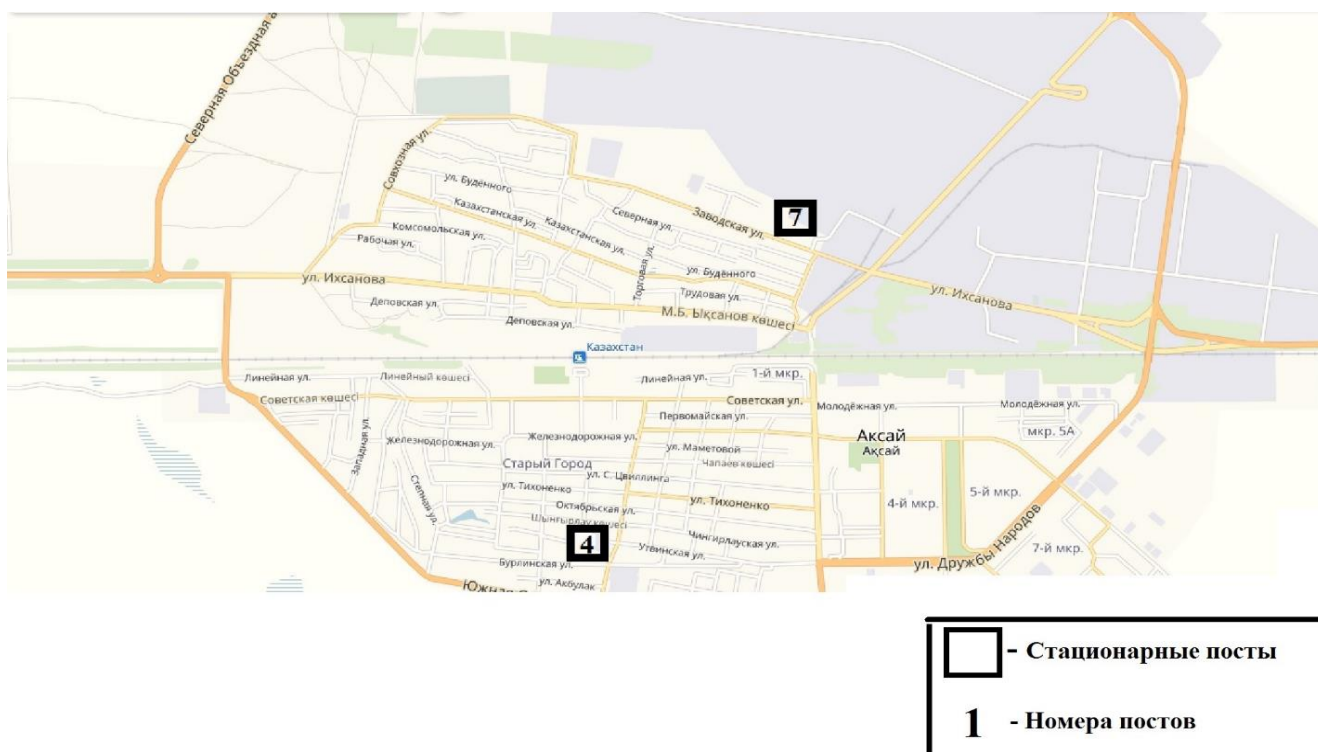 Северная Объездная а
Совхозная ул.
ул. Будённого
Казахстанская ул.
Казахстанская ул.
Северная ул.
Заводская ул.
7
Комсомольская ул.
Рабочая ул.
Торговая ул.
ул. Будённого
ул. Ихсанова
Трудовая ул.
ул. Ихсанова
Деповская ул.
М.Б. Ықсанов көшесі
Деповская ул.
Казахстан
Линейная ул.
Линейный көшесі
Линейная ул.
1-й мкр.
Советская көшесі
Советская ул.
Молодёжная ул.
Молодёжная ул.
Первомайская ул.
Железнодорожная ул.
Железнодорожная ул.
Аксай
Ақсай
мкр. 5А
ул. Маметовой
Западная ул.
Старый Город
Чапаев көшесі
ул. С. Цвиллинга
Степная ул.
ул. Тихоненко
ул. Тихоненко
4-й мкр.
5-й мкр.
Октябрьская ул.
Шыңғырлау көшесі
Чингирлауская ул.
4
Утвинская ул.
7-й мкр.
Бурлинская ул.
ул. Дружбы Народов
ул. Акбулак
Южная
- Стационарные посты
1 - Номера постов